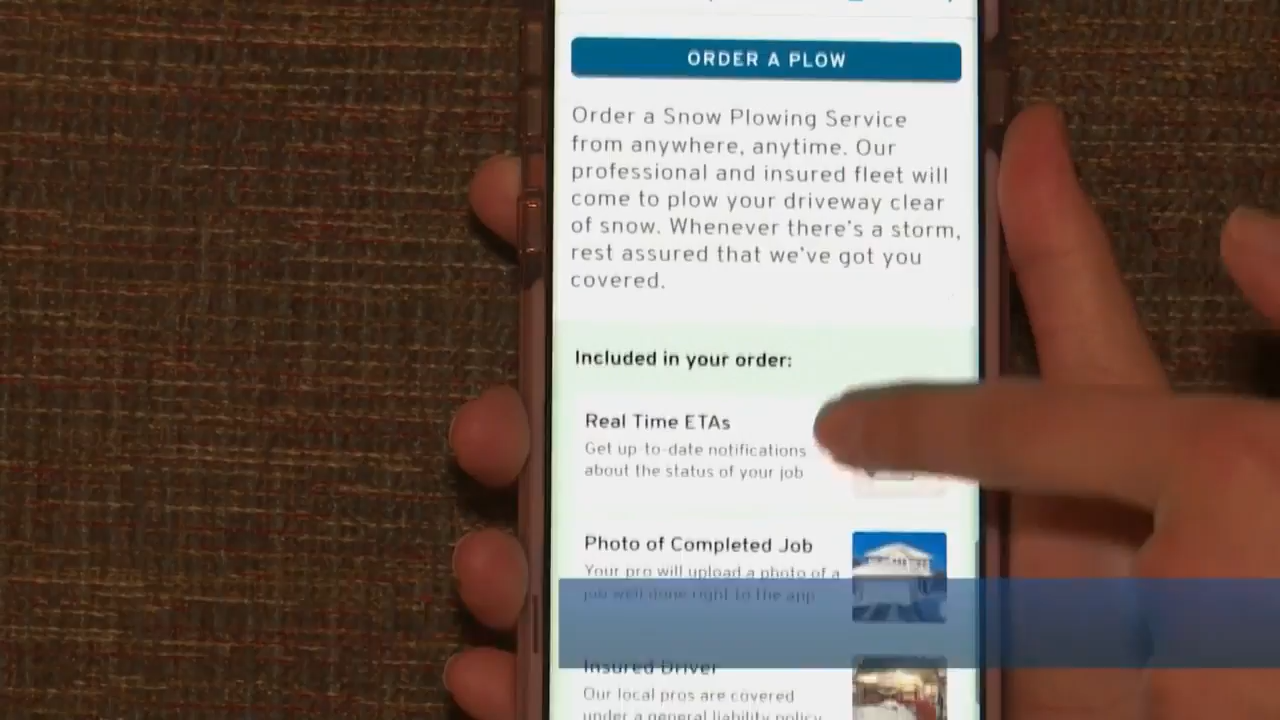 ORDER A PLOW
Order a Snow Plowing Service
from anywhere, anytime. Our
professional and insured fleet will
come to plow your driveway clear
of snow. Whenever there's a storm,
rest assured that we've got you
covered.
Included in your order:
Real Time ETAs
Get up-to-date notifications
about the status of your job
Photo of Completed Job
Your pro will upload a photo of a
job well done right to the app
Insured Driver
Our local pros are covered
under a general liability policy